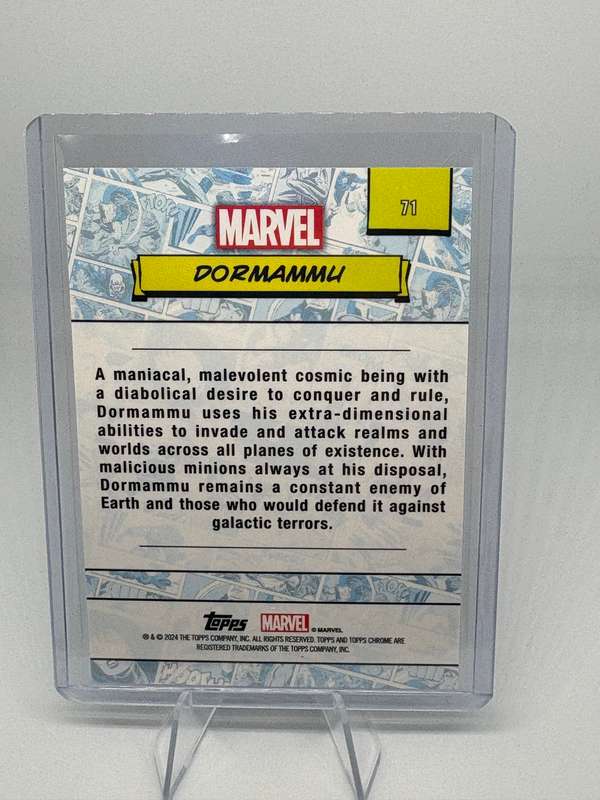 71
MARVEL
DORMAMMU
A maniacal, malevolent cosmic being with
a diabolical desire to conquer and rule,
Dormammu uses his extra-dimensional
abilities to invade and attack realms and
worlds across all planes of existence. With
malicious minions always at his disposal,
Dormammu remains a constant enemy of
Earth and those who would defend it against
galactic terrors.
topps MARVEL © MARVEL
® & © 2024 THE TOPPS COMPANY, INC. ALL RIGHTS RESERVED. TOPPS AND TOPPS CHROME ARE
REGISTERED TRADEMARKS OF THE TOPPS COMPANY, INC.